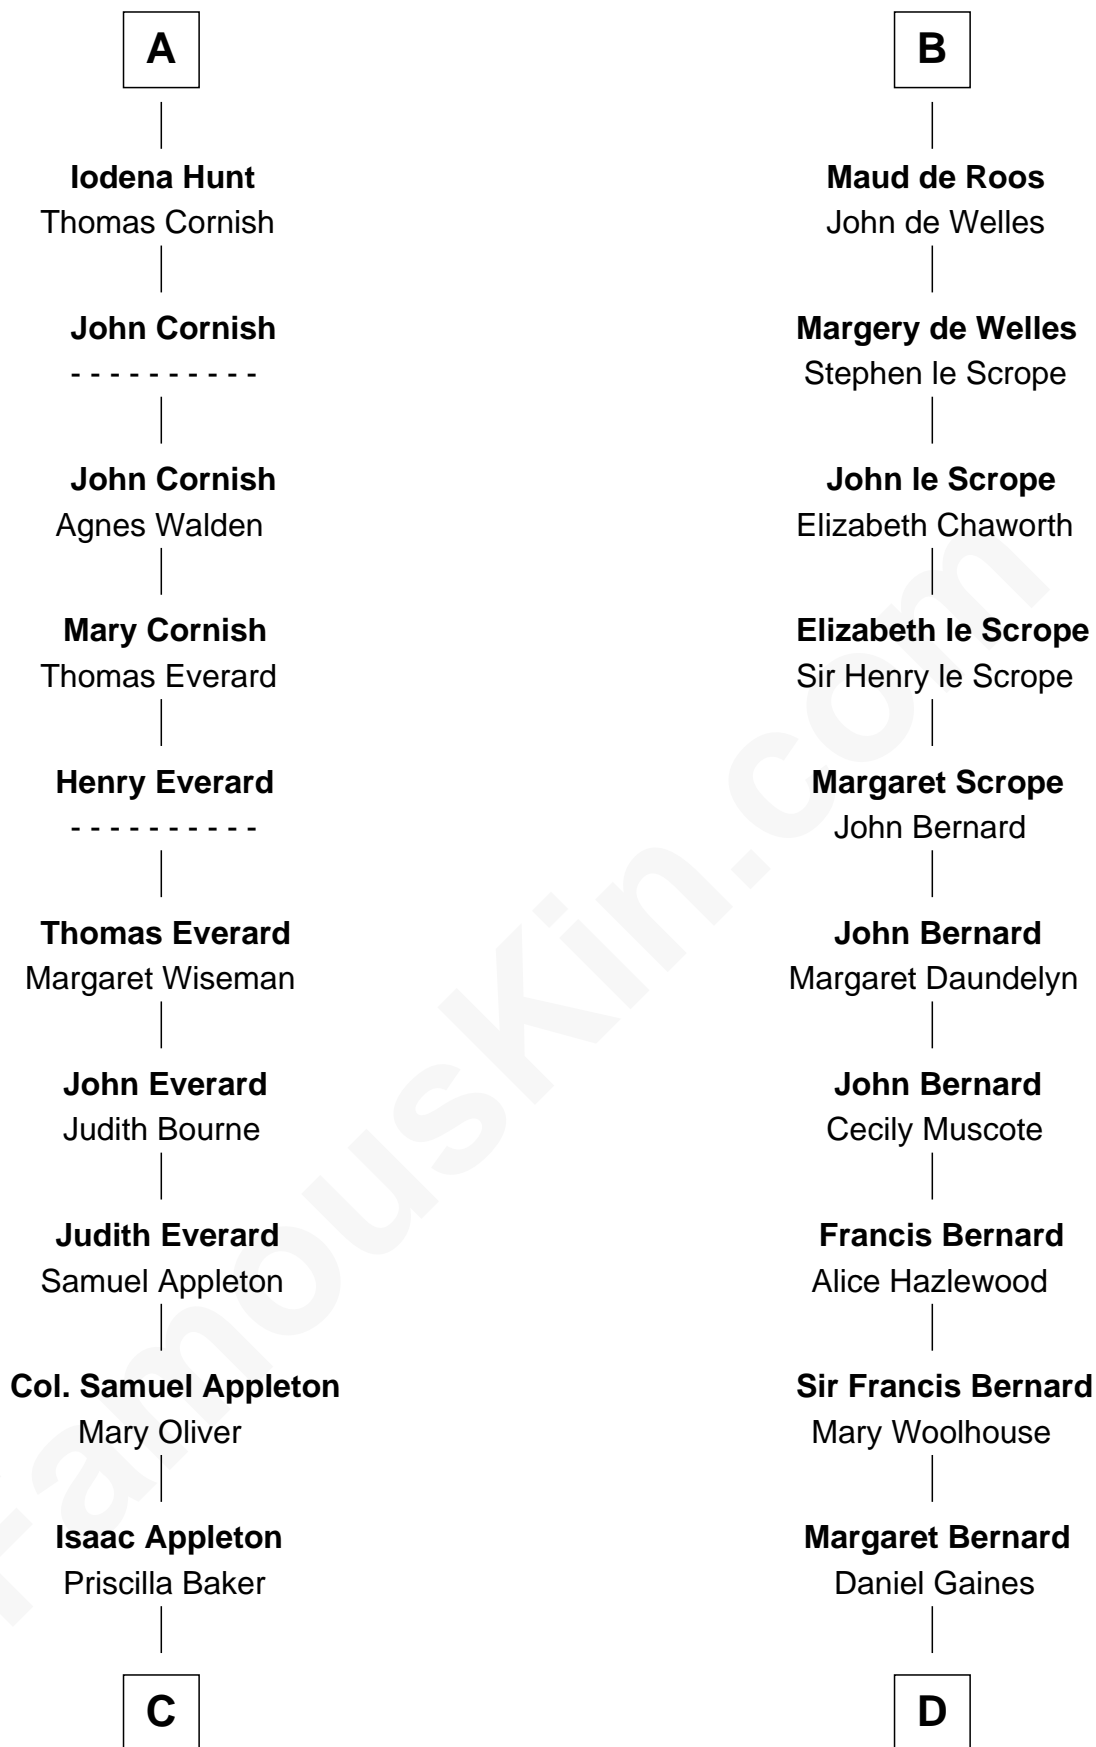 A
Iodena Hunt
Thomas Cornish
John Cornish
- - - - - - - - - -
John Cornish
Agnes Walden
Mary Cornish
Thomas Everard
Henry Everard
- - - - - - - - - -
Thomas Everard
Margaret Wiseman
John Everard
Judith Bourne
Judith Everard
Samuel Appleton
Col. Samuel Appleton
Mary Oliver
Isaac Appleton
Priscilla Baker
C
B
Maud de Roos
John de Welles
Margery de Welles
Stephen le Scrope
John le Scrope
Elizabeth Chaworth
Elizabeth le Scrope
Sir Henry le Scrope
Margaret Scrope
John Bernard
John Bernard
Margaret Daundelyn
John Bernard
Cecily Muscote
Francis Bernard
Alice Hazlewood
Sir Francis Bernard
Mary Woolhouse
Margaret Bernard
Daniel Gaines
D
FamousKin.com